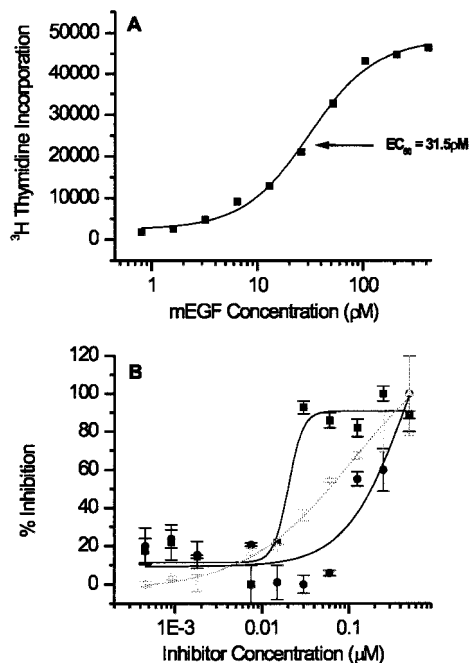 A
50000
40000
30000
20000
10000
0
³H Thymidine Incorporation
EC₅₀ = 31.5pM
1 10 100
mEGF Concentration (pM)
B
120
100
80
60
40
20
0
% Inhibition
1E-3 0.01 0.1
Inhibitor Concentration (μM)